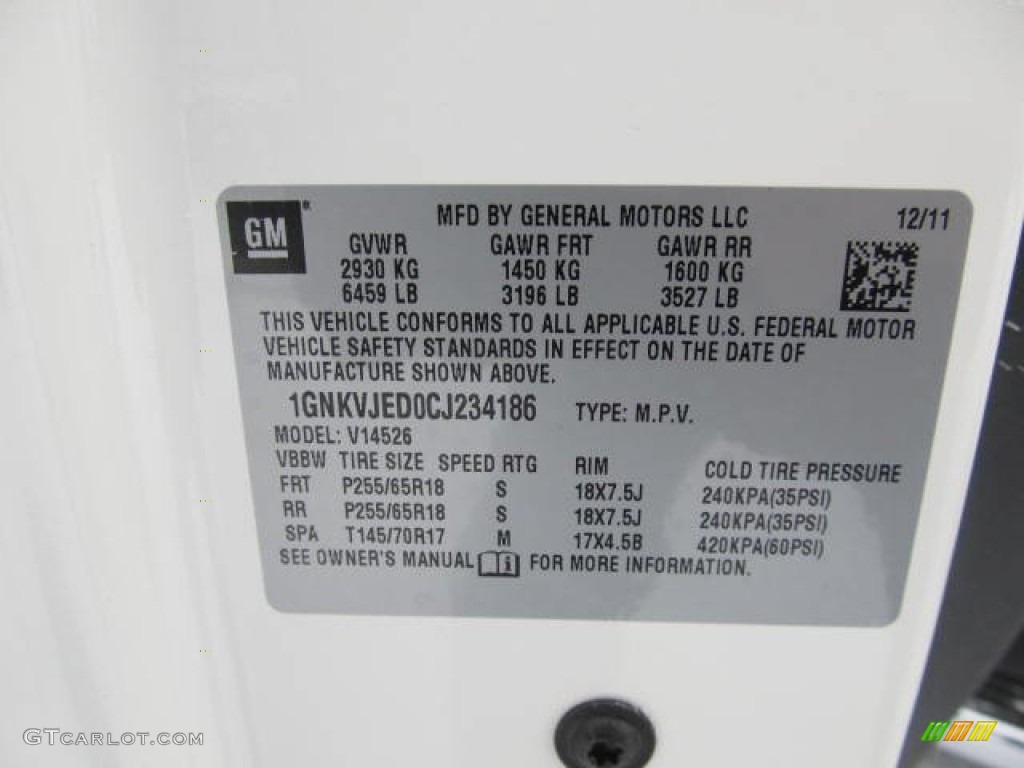 GM®
MFD BY GENERAL MOTORS LLC 12/11
GVWR GAWR FRT GAWR RR
2930 KG 1450 KG 1600 KG
6459 LB 3196 LB 3527 LB
THIS VEHICLE CONFORMS TO ALL APPLICABLE U.S. FEDERAL MOTOR
VEHICLE SAFETY STANDARDS IN EFFECT ON THE DATE OF
MANUFACTURE SHOWN ABOVE.
1GNKVJED0CJ234186 TYPE: M.P.V.
MODEL: V14526
VBBW TIRE SIZE SPEED RTG RIM COLD TIRE PRESSURE
FRT P255/65R18 S 18X7.5J 240KPA(35PSI)
RR P255/65R18 S 18X7.5J 240KPA(35PSI)
SPA T145/70R17 M 17X4.5B 420KPA(60PSI)
SEE OWNER'S MANUAL i FOR MORE INFORMATION.
GTCARLOT.COM